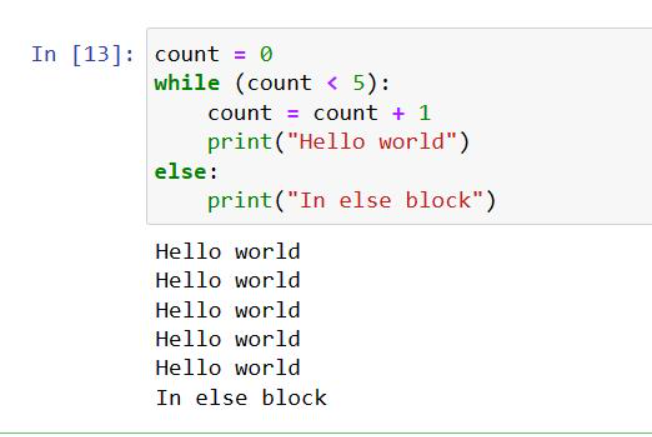 In [13]: count = 0
while (count < 5):
    count = count + 1
    print("Hello world")
else:
    print("In else block")
Hello world
Hello world
Hello world
Hello world
Hello world
In else block